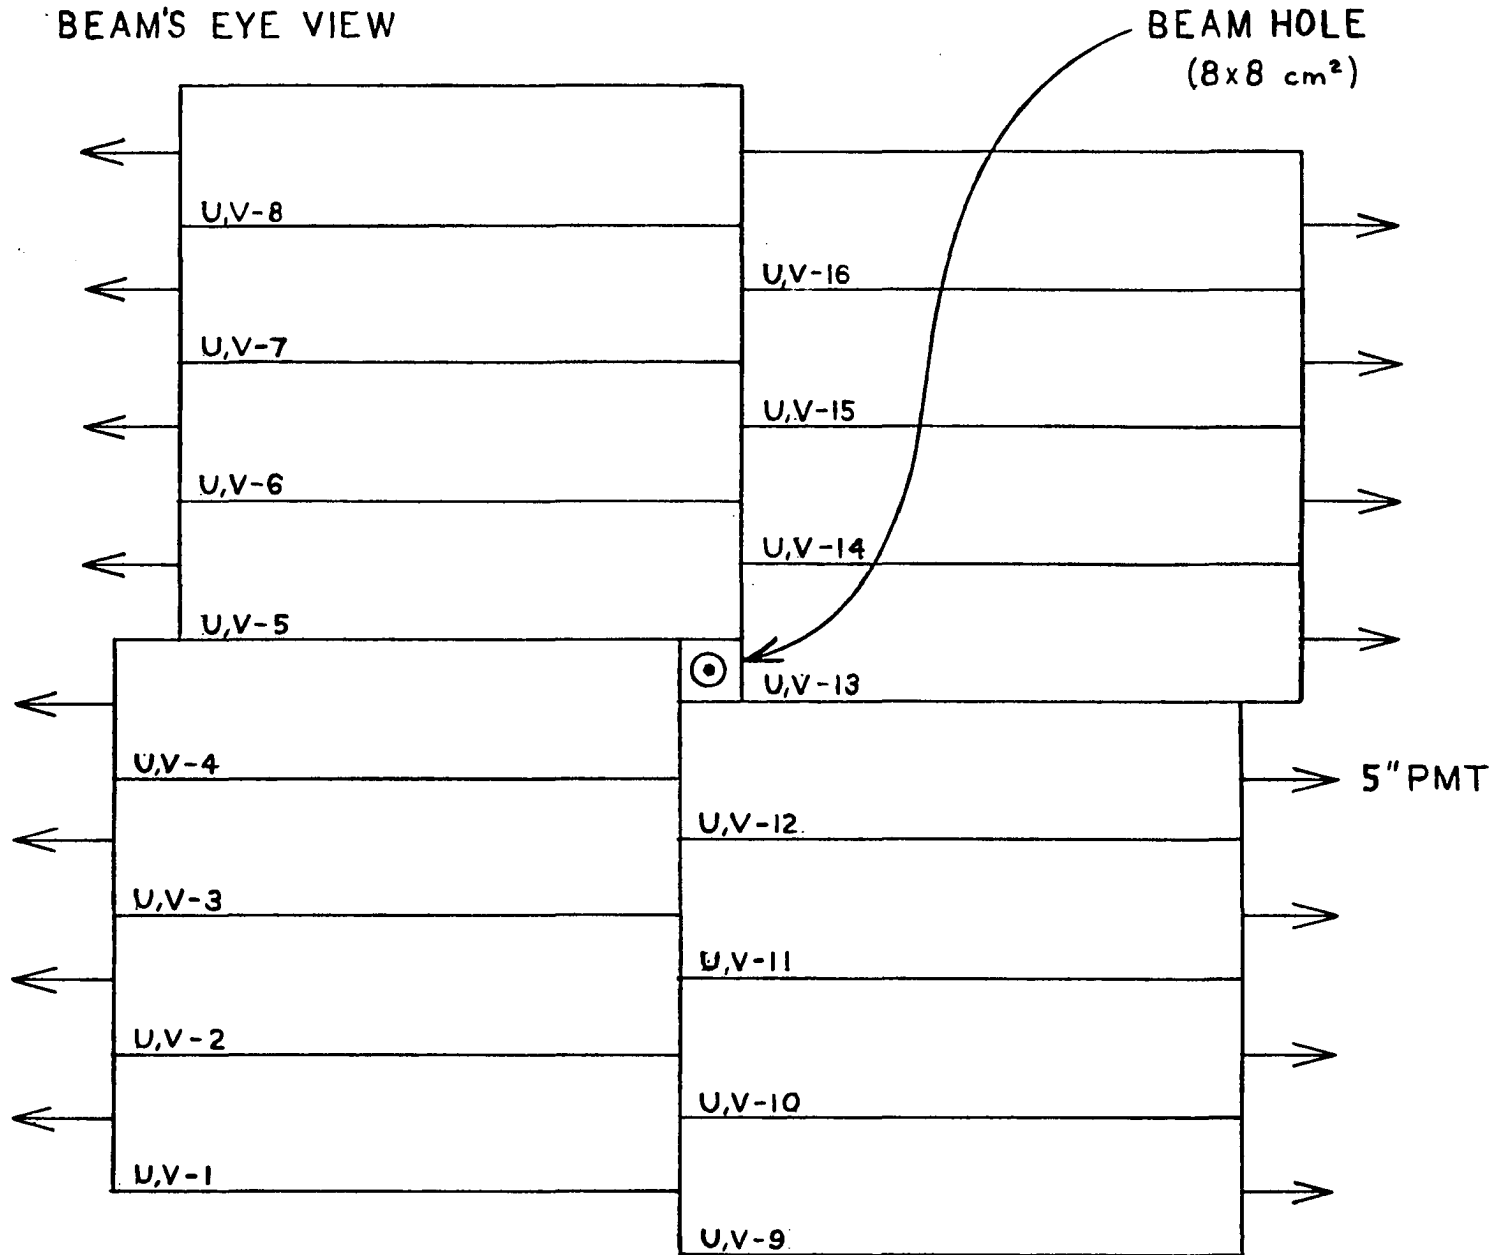 BEAM'S EYE VIEW
BEAM HOLE
(8x8 cm²)
U,V-8
U,V-16
U,V-7
U,V-15
U,V-6
U,V-14
U,V-5
U,V-13
U,V-4
5" PMT
U,V-12
U,V-3
U,V-11
U,V-2
U,V-10
U,V-1
U,V-9